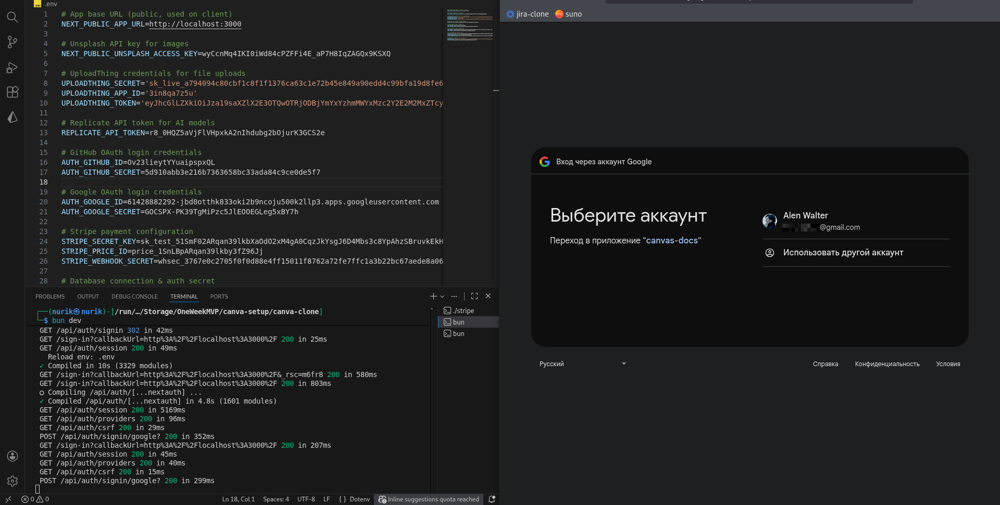 .env
1 # App base URL (public, used on client)
2 NEXT_PUBLIC_APP_URL=http://localhost:3000
3
4 # Unsplash API key for images
5 NEXT_PUBLIC_UNSPLASH_ACCESS_KEY=wyCcnMq4IKI0iWd84cPZFFi4E_aP7H8IqZAGQx9KSXQ
6
7 # UploadThing credentials for file uploads
8 UPLOADTHING_SECRET='sk_live_a794094c80cbf1c8f1f1376ca63c1e72b45e849a90edd4c99bfa19d8fe6
9 UPLOADTHING_APP_ID='3in8qa7z5u'
10 UPLOADTHING_TOKEN='eyJhcGlLZXkiOiJza19saXZlX2E3OTQwOTRjODBjYmYxYzhmMWYxMzc2Y2E2M2MxZTcy
11
12 # Replicate API token for AI models
13 REPLICATE_API_TOKEN=r8_0HQZ5aVjFlVHpxkA2nIhdubg2bOjurK3GCS2e
14
15 # GitHub OAuth login credentials
16 AUTH_GITHUB_ID=Ov23lieytYYuaipspxQL
17 AUTH_GITHUB_SECRET=5d910abb3e216b7363658bc33ada84c9ce0de5f7
18
19 # Google OAuth login credentials
20 AUTH_GOOGLE_ID=61428882292-jbd0otthk833oki2b9ncoju500k2llp3.apps.googleusercontent.com
21 AUTH_GOOGLE_SECRET=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
22
23 # Stripe payment configuration
24 STRIPE_SECRET_KEY=sk_test_51SmF02ARqan39lkbXaOdO2xM4gA0CqzJkYsgJ6D4Mbs3c8YpAhzSBruvkEkH
25 STRIPE_PRICE_ID=price_1SnLBpARqan39lkby3fZ96Jj
26 STRIPE_WEBHOOK_SECRET=whsec_3767e0c2705f0f0d88e4ff15011f8762a72fe7ffc1a3b22bc67aede8a06
27
28 # Database connection & auth secret
PROBLEMS OUTPUT DEBUG CONSOLE TERMINAL PORTS
(nurik㉿nurik)-[/run/…/Storage/OneWeekMVP/canva-setup/canva-clone]
$ bun dev
GET /api/auth/signin 302 in 42ms
GET /sign-in?callbackUrl=http%3A%2F%2Flocalhost%3A3000%2F 200 in 25ms
GET /api/auth/session 200 in 49ms
Reload env: .env
✓ Compiled in 10s (3329 modules)
GET /sign-in?callbackUrl=http%3A%2F%2Flocalhost%3A3000%2F&_rsc=m6fr8 200 in 580ms
GET /sign-in?callbackUrl=http%3A%2F%2Flocalhost%3A3000%2F 200 in 803ms
○ Compiling /api/auth/[...nextauth] ...
✓ Compiled /api/auth/[...nextauth] in 4.8s (1601 modules)
GET /api/auth/session 200 in 5169ms
GET /api/auth/providers 200 in 96ms
GET /api/auth/csrf 200 in 29ms
POST /api/auth/signin/google? 200 in 352ms
GET /sign-in?callbackUrl=http%3A%2F%2Flocalhost%3A3000%2F 200 in 207ms
GET /api/auth/session 200 in 45ms
GET /api/auth/providers 200 in 40ms
GET /api/auth/csrf 200 in 15ms
POST /api/auth/signin/google? 200 in 299ms
./stripe
bun
bun
0 0
Ln 18, Col 1 Spaces: 4 UTF-8 LF { } Dotenv Inline suggestions quota reached
jira-clone suno
Вход через аккаунт Google
Выберите аккаунт
Переход в приложение "canvas-docs"
Alen Walter
@gmail.com
Использовать другой аккаунт
Русский
Справка Конфиденциальность Условия